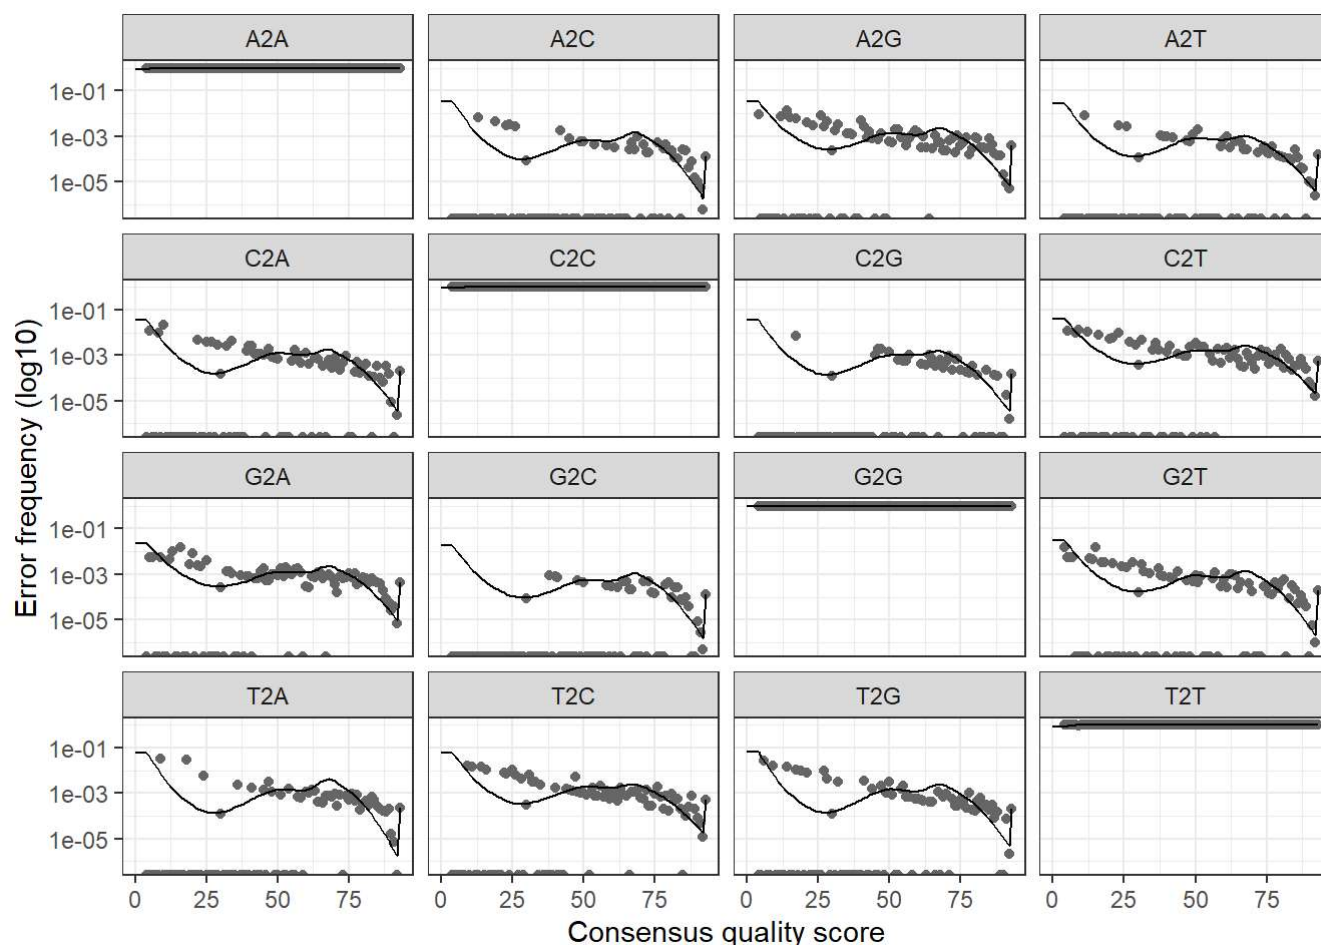 A2A A2C A2G A2T
1e-01
1e-03
1e-05
C2A C2C C2G C2T
1e-01
1e-03
1e-05
G2A G2C G2G G2T
1e-01
1e-03
1e-05
T2A T2C T2G T2T
1e-01
1e-03
1e-05
0 25 50 75 0 25 50 75 0 25 50 75 0 25 50 75
Error frequency (log10)
Consensus quality score